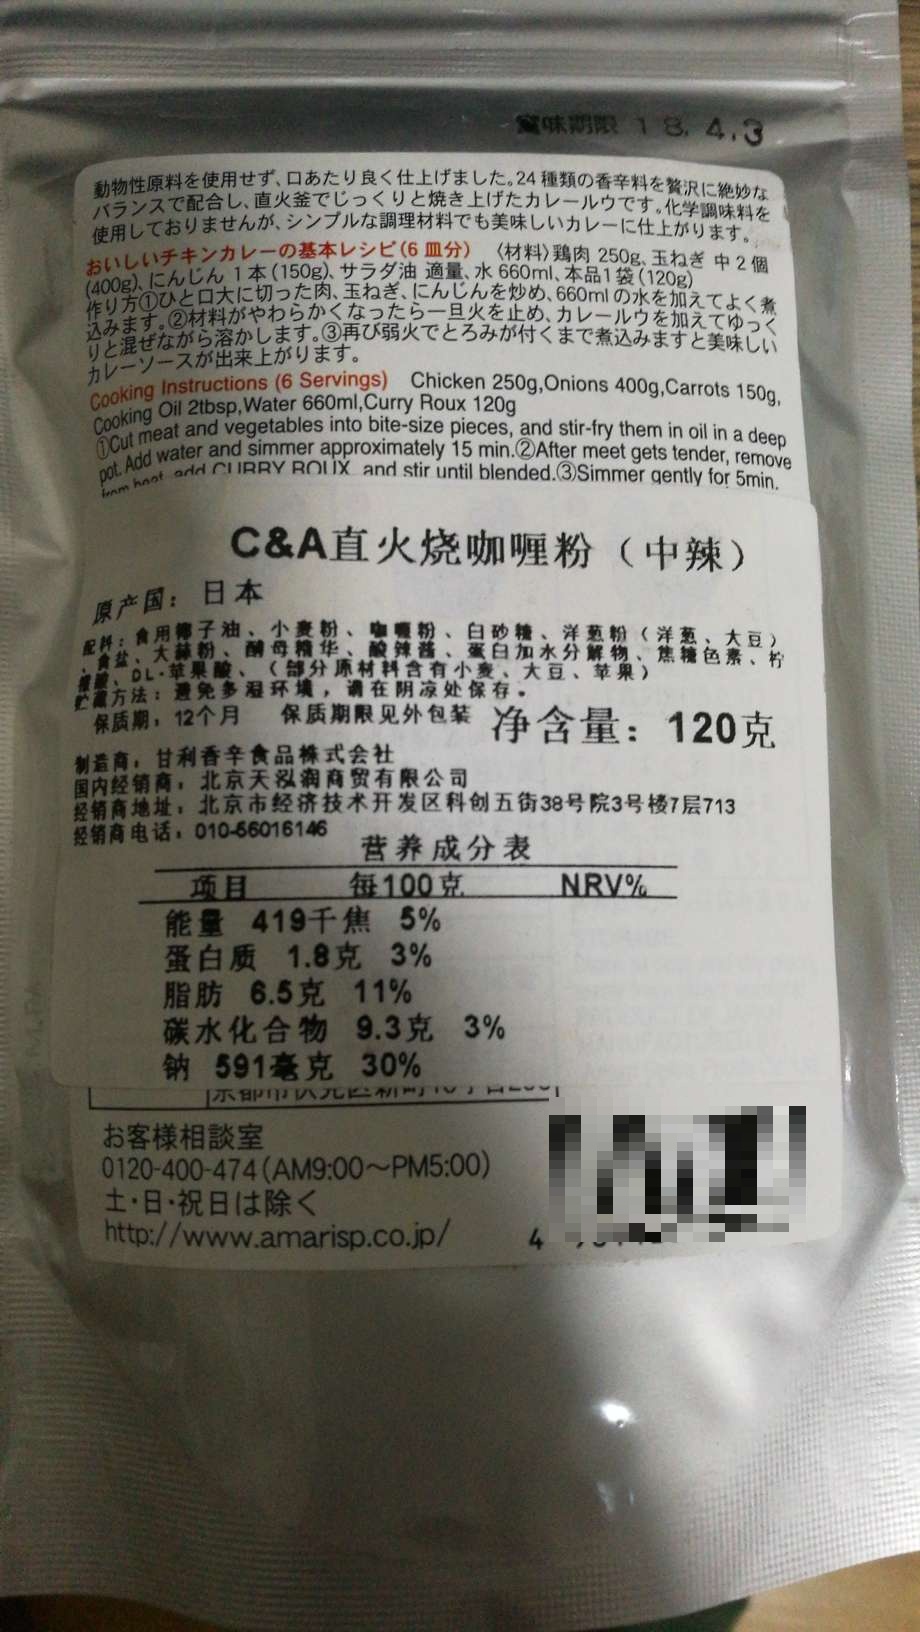 賞味期限 18.4.3
動物性原料を使用せず、口あたり良く仕上げました。24種類の香辛料を贅沢に絶妙な
バランスで配合し、直火釜でじっくりと焼き上げたカレールウです。化学調味料を
使用しておりませんが、シンプルな調理材料でも美味しいカレーに仕上がります。
おいしいチキンカレーの基本レシピ(6皿分) 〈材料〉鶏肉 250g、玉ねぎ 中2個
(400g)、にんじん 1本(150g)、サラダ油 適量、水 660ml、本品1袋(120g)
作り方①ひと口大に切った肉、玉ねぎ、にんじんを炒め、660mlの水を加えてよく煮
込みます。②材料がやわらかくなったら一旦火を止め、カレールウを加えてゆっく
りと混ぜながら溶かします。③再び弱火でとろみが付くまで煮込みますと美味しい
カレーソースが出来上がります。
Cooking Instructions (6 Servings) Chicken 250g,Onions 400g,Carrots 150g,
Cooking Oil 2tbsp,Water 660ml,Curry Roux 120g
①Cut meat and vegetables into bite-size pieces, and stir-fry them in oil in a deep
pot. Add water and simmer approximately 15 min.②After meet gets tender, remove
from heat, add CURRY ROUX, and stir until blended.③Simmer gently for 5min.
C&A直火烧咖喱粉（中辣）
原产国：日本
配料：食用椰子油、小麦粉、咖喱粉、白砂糖、洋葱粉（洋葱、大豆）
、食盐、大蒜粉、酵母精华、酸辣酱、蛋白加水分解物、焦糖色素、柠
檬酸、DL-苹果酸、（部分原材料含有小麦、大豆、苹果）
贮藏方法：避免多湿环境，请在阴凉处保存。
保质期：12个月 保质期限见外包装 净含量：120克
制造商：甘利香辛食品株式会社
国内经销商：北京天泓润商贸有限公司
经销商地址：北京市经济技术开发区科创五街38号院3号楼7层713
经销商电话：010-56016146
营养成分表
项目 每100克 NRV%
能量 419千焦 5%
蛋白质 1.8克 3%
脂肪 6.5克 11%
碳水化合物 9.3克 3%
钠 591毫克 30%
京都市伏見区新町
お客様相談室
0120-400-474(AM9:00～PM5:00)
土･日･祝日は除く
http://www.amarisp.co.jp/
4